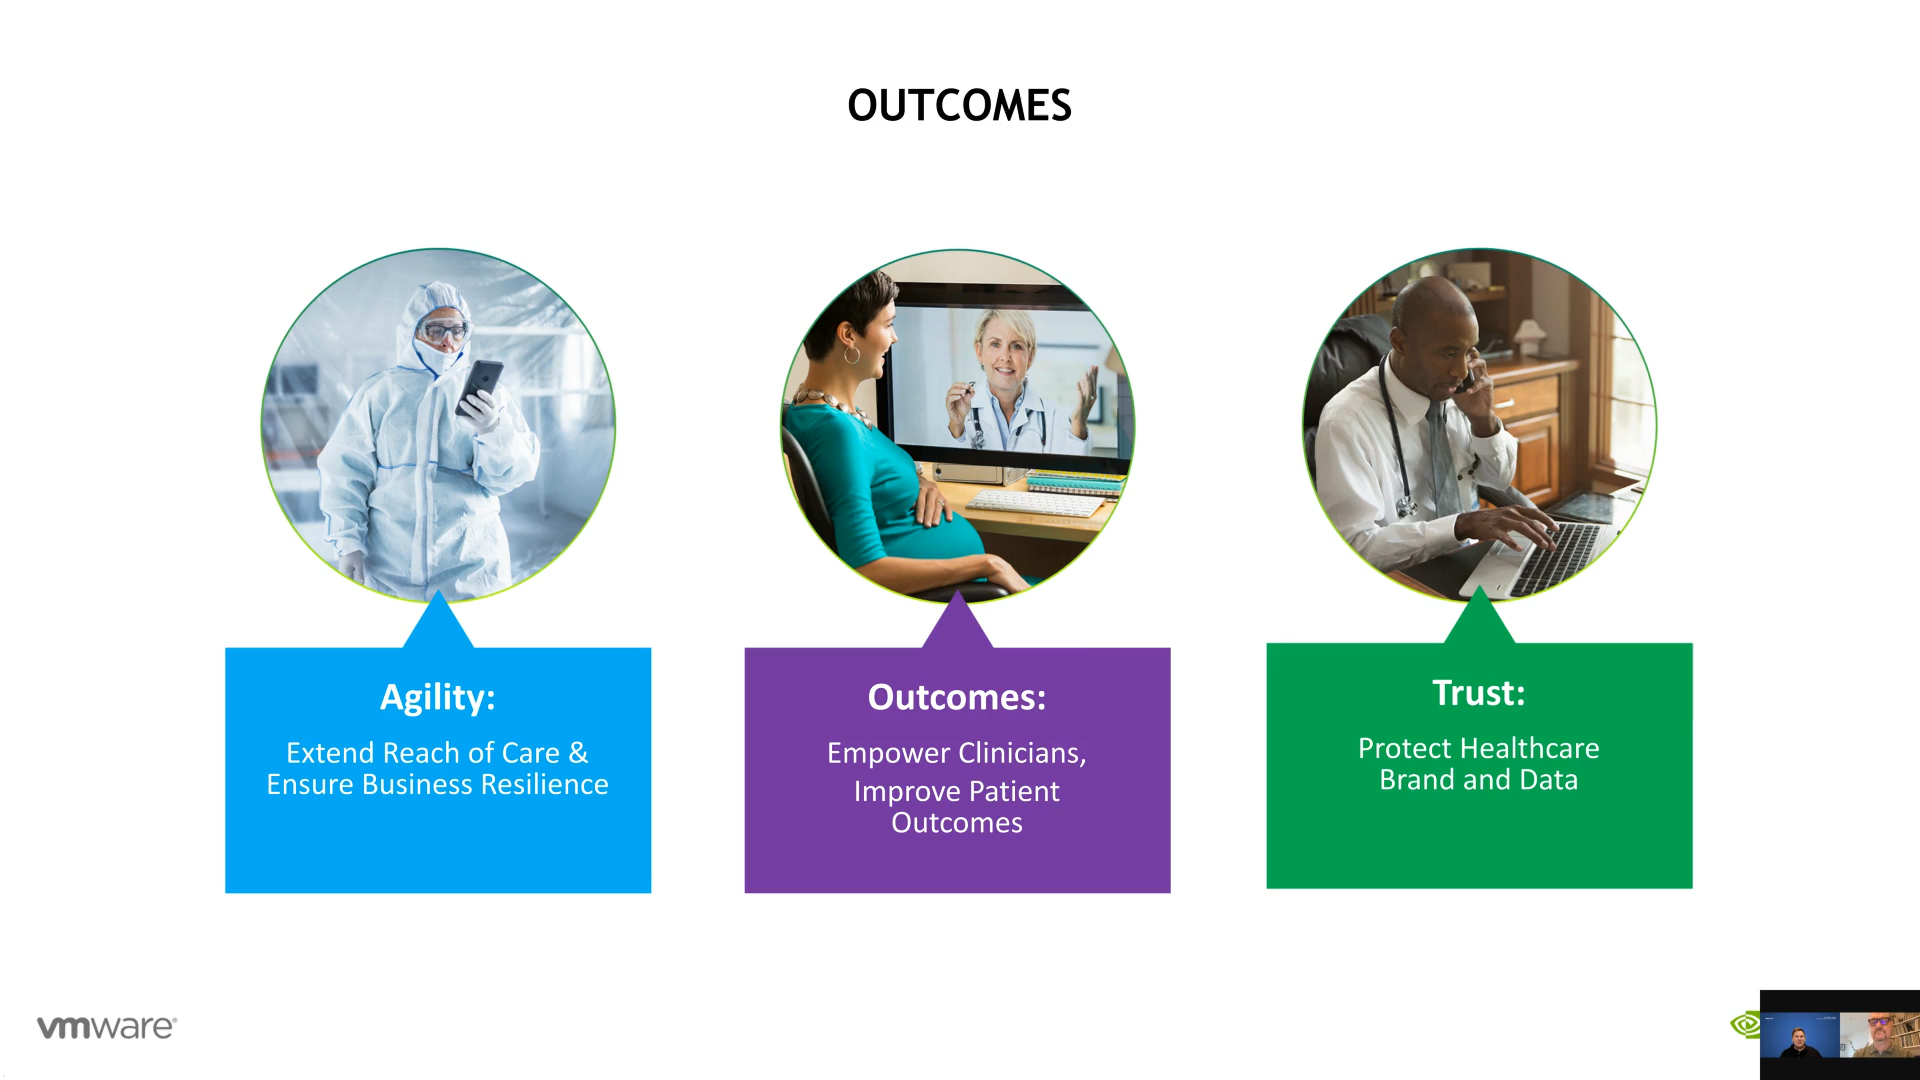 OUTCOMES
Agility:
Extend Reach of Care &
Ensure Business Resilience
Outcomes:
Empower Clinicians,
Improve Patient
Outcomes
Trust:
Protect Healthcare
Brand and Data
vmware®